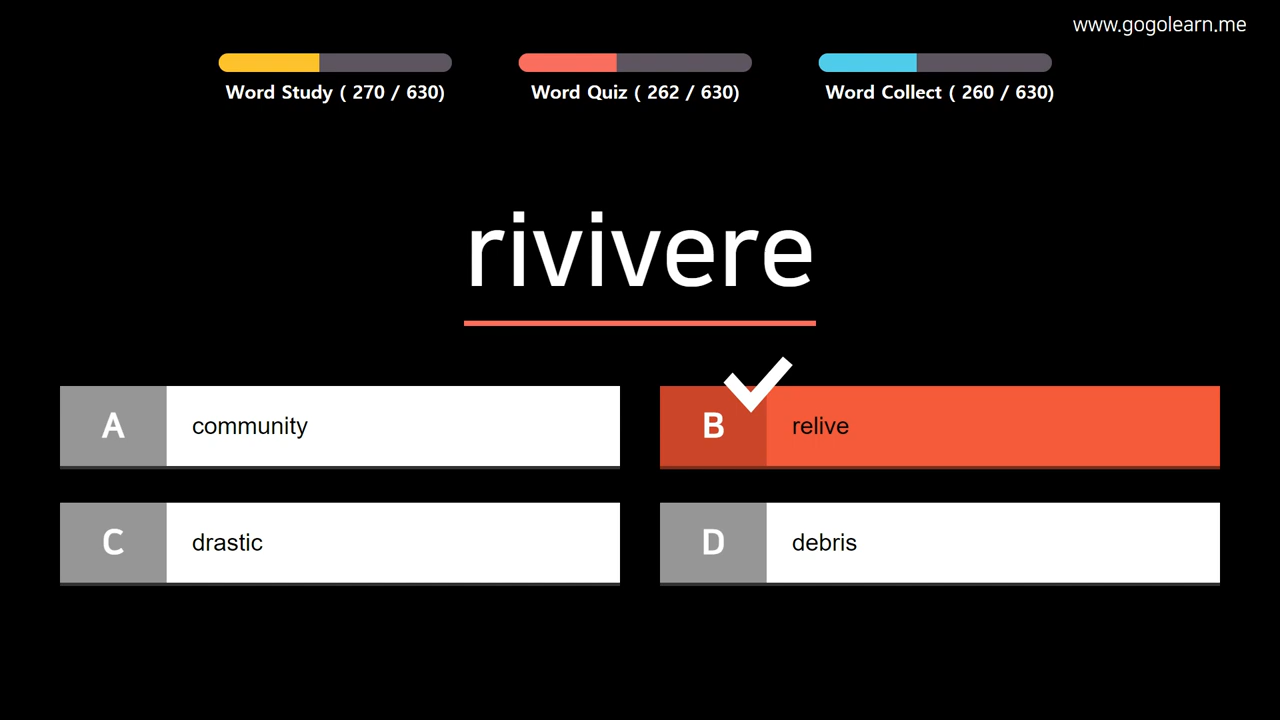 www.gogolearn.me
Word Study ( 270 / 630)
Word Quiz ( 262 / 630)
Word Collect ( 260 / 630)
rivivere
A community
B relive
C drastic
D debris